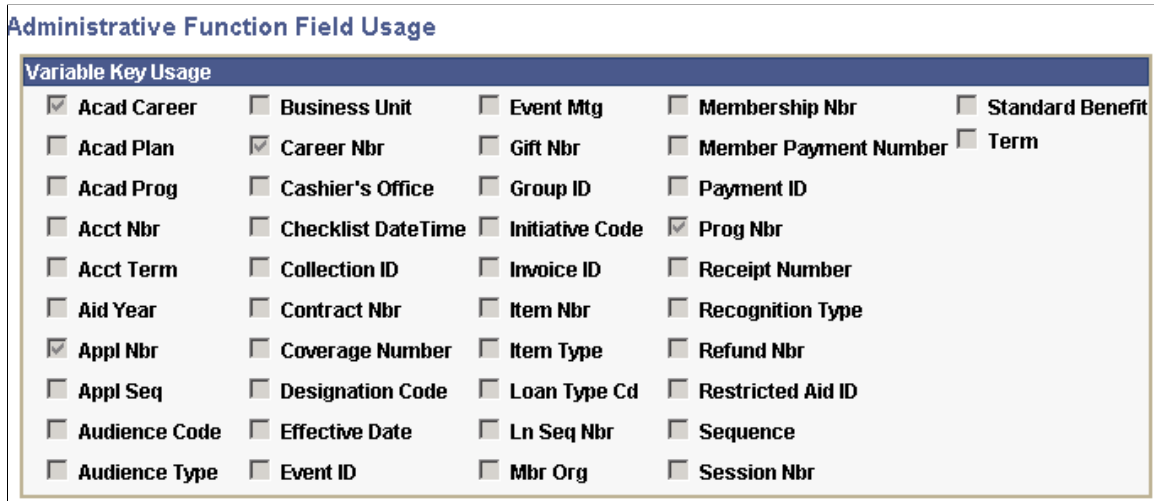 Administrative Function Field Usage
Variable Key Usage
Acad Career Business Unit Event Mtg Membership Nbr Standard Benefit
Acad Plan Career Nbr Gift Nbr Member Payment Number Term
Acad Prog Cashier's Office Group ID Payment ID
Acct Nbr Checklist DateTime Initiative Code Prog Nbr
Acct Term Collection ID Invoice ID Receipt Number
Aid Year Contract Nbr Item Nbr Recognition Type
Appl Nbr Coverage Number Item Type Refund Nbr
Appl Seq Designation Code Loan Type Cd Restricted Aid ID
Audience Code Effective Date Ln Seq Nbr Sequence
Audience Type Event ID Mbr Org Session Nbr